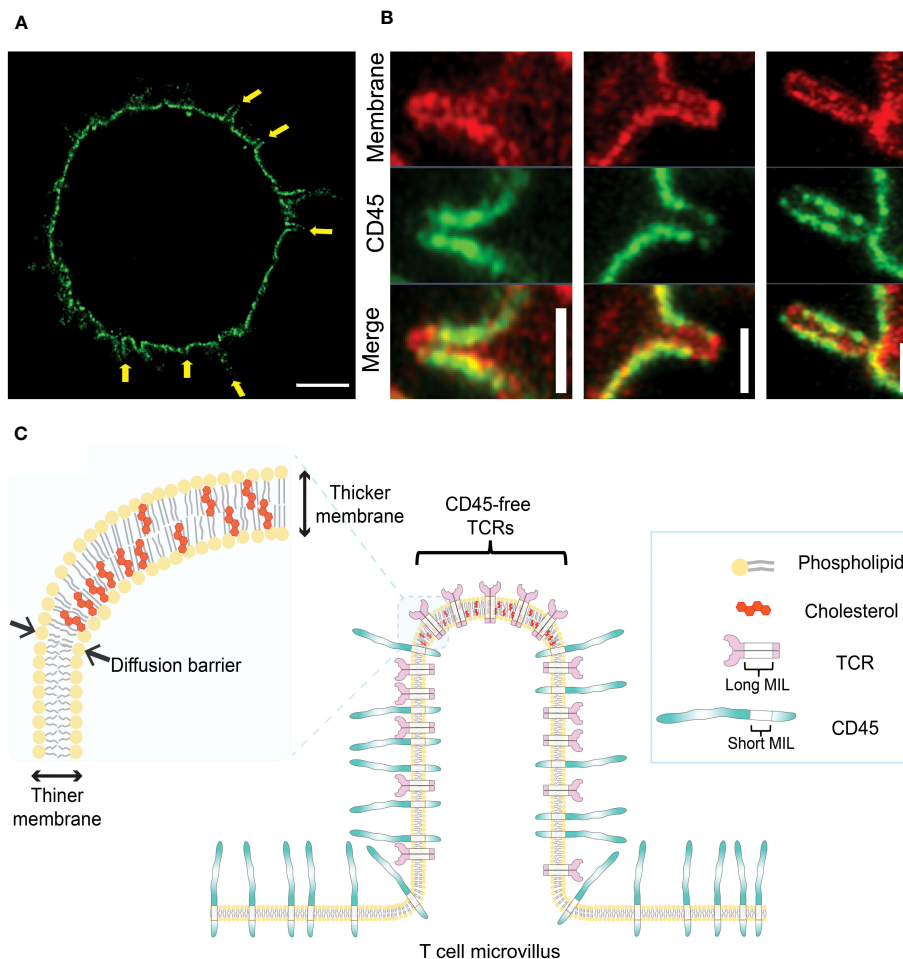 A
B
Membrane
CD45
Merge
C
Thicker
membrane
Diffusion barrier
Thiner
membrane
CD45-free
TCRs
T cell microvillus
Phospholipid
Cholesterol
TCR
Long MIL
CD45
Short MIL